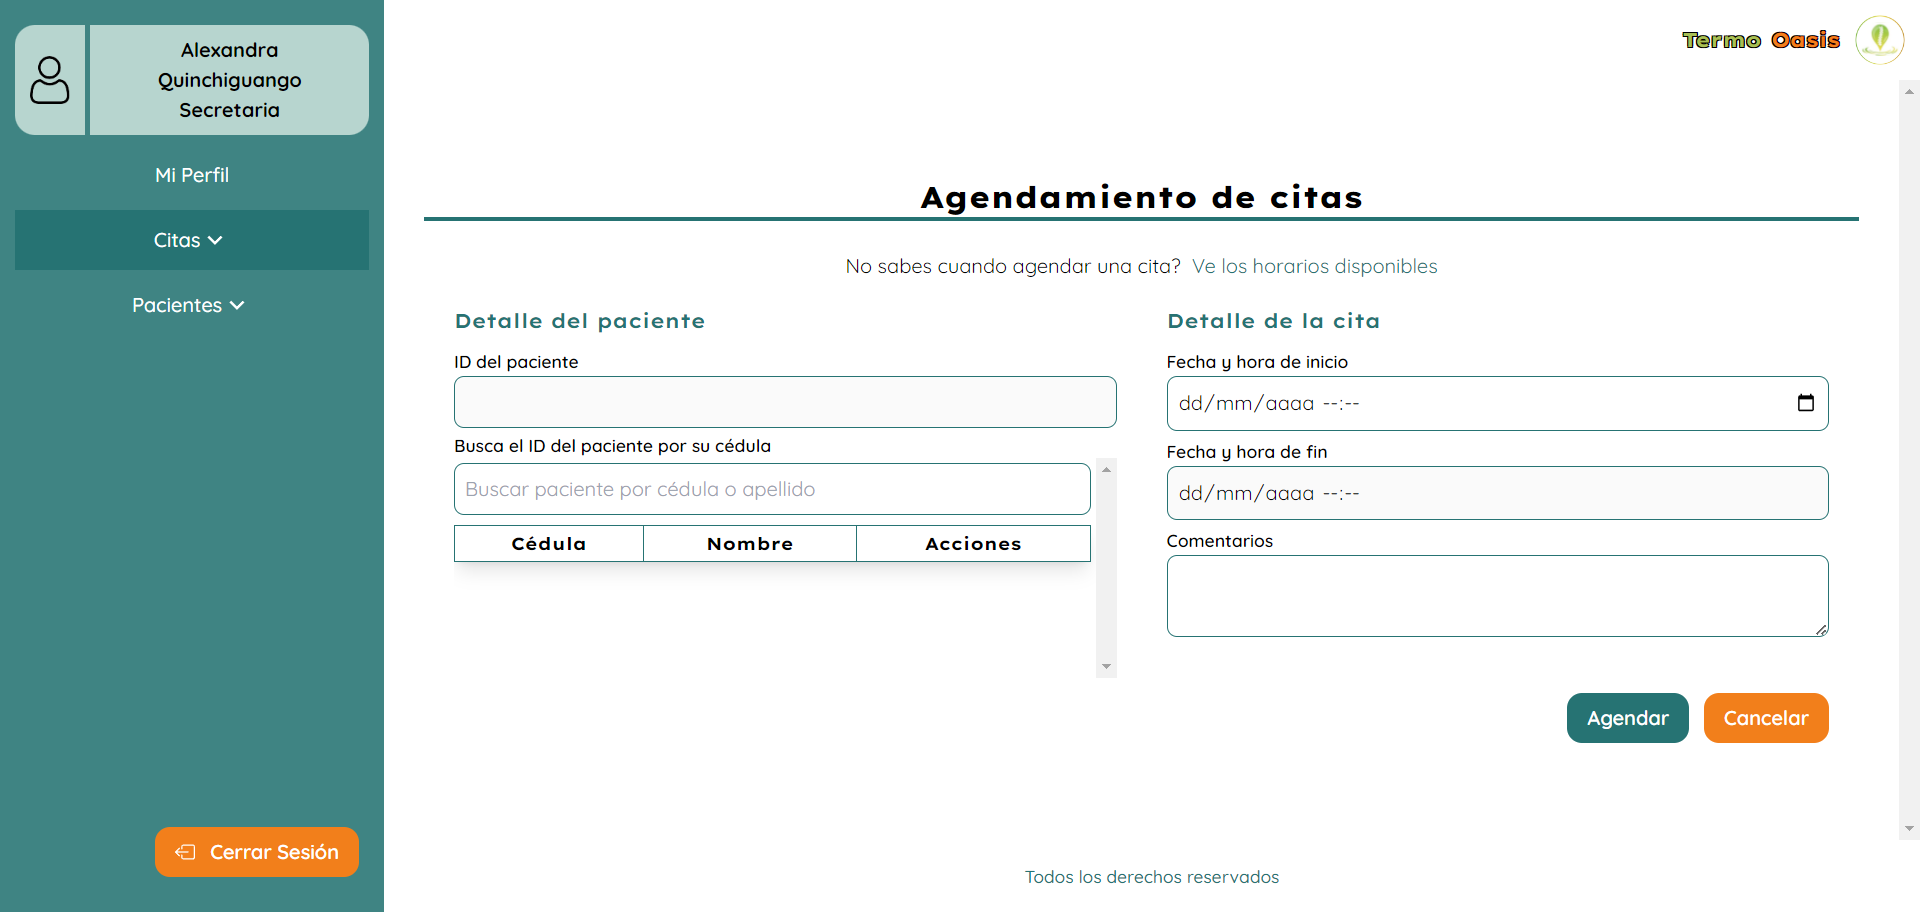 Alexandra
Quinchiguango
Secretaria
Mi Perfil
Citas
Pacientes
Cerrar Sesión
Termo Oasis
Agendamiento de citas
No sabes cuando agendar una cita? Ve los horarios disponibles
Detalle del paciente
ID del paciente
Busca el ID del paciente por su cédula
Buscar paciente por cédula o apellido
Cédula Nombre Acciones
Detalle de la cita
Fecha y hora de inicio
dd/mm/aaaa --:--
Fecha y hora de fin
dd/mm/aaaa --:--
Comentarios
Agendar Cancelar
Todos los derechos reservados